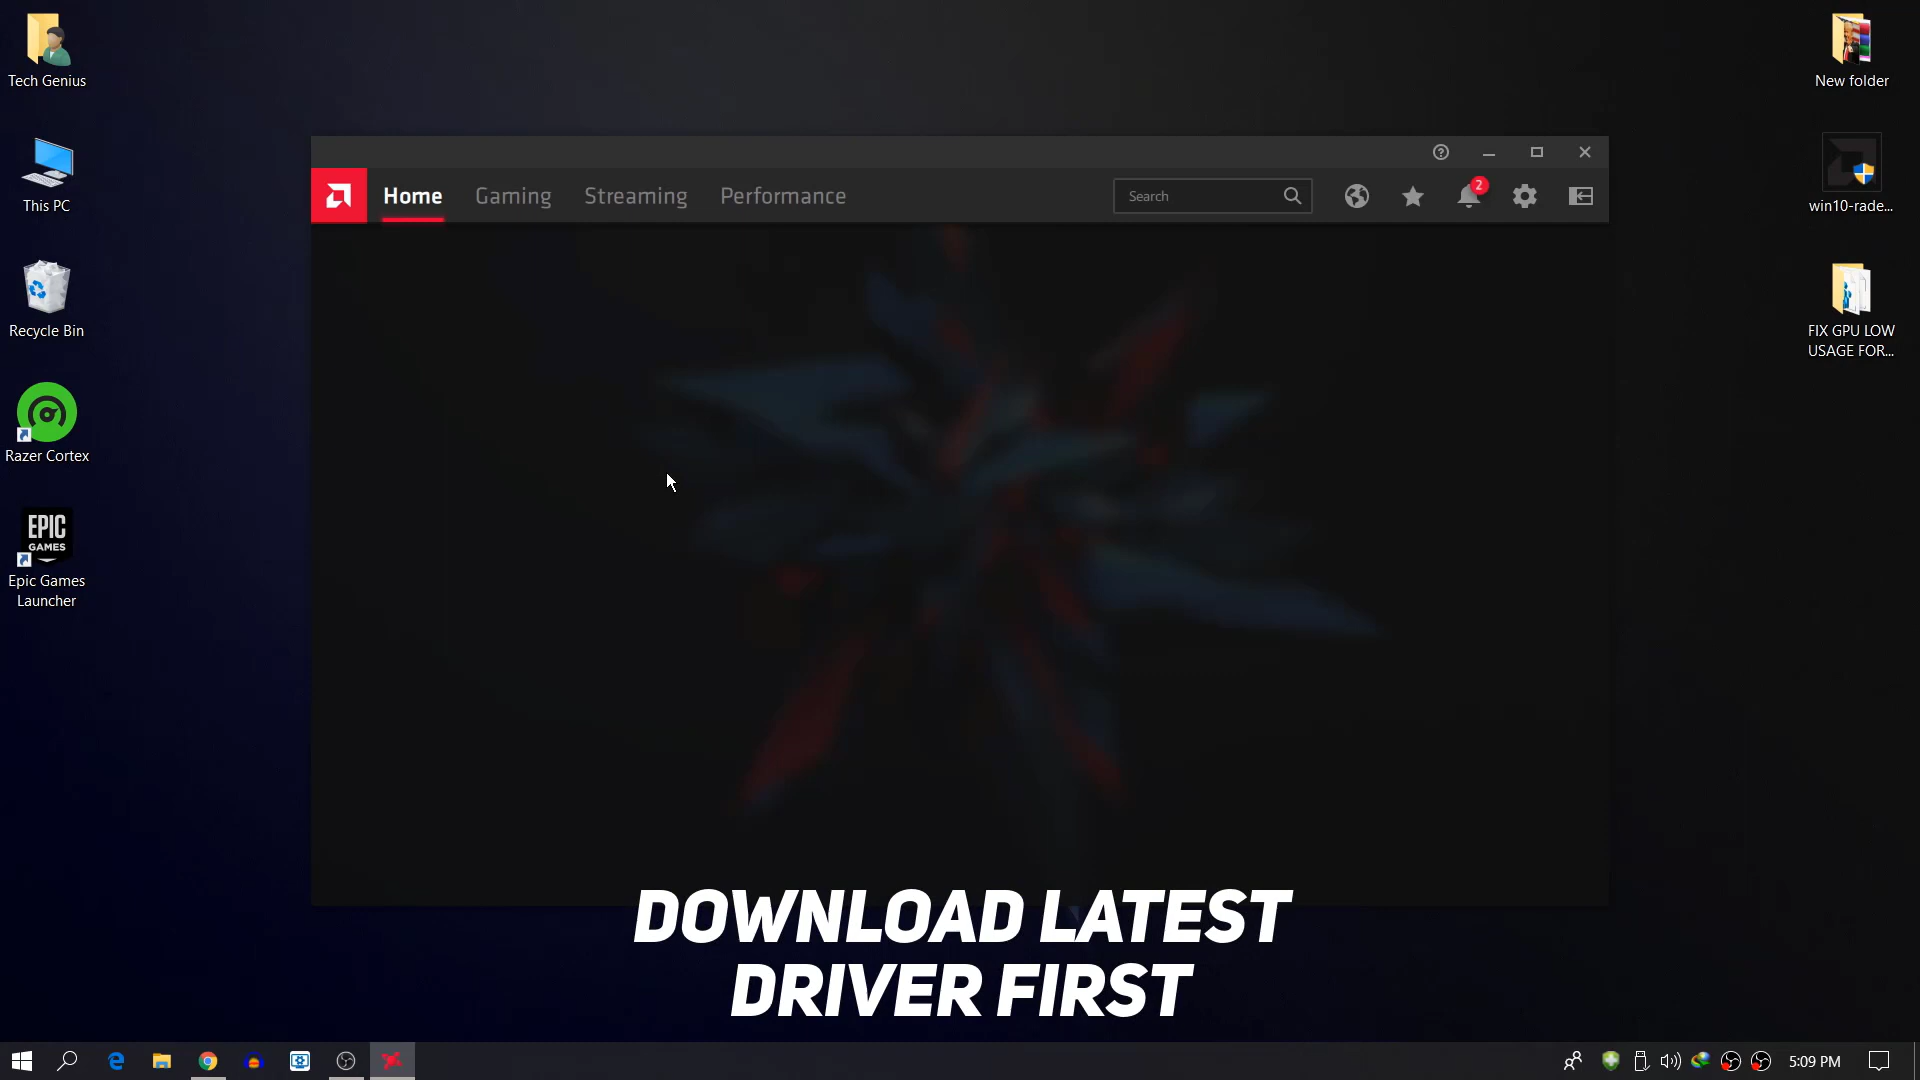 Tech Genius
This PC
Recycle Bin
Razer Cortex
EPIC
GAMES
Epic Games
Launcher
New folder
win10-rade...
FIX GPU LOW
USAGE FOR...
Home Gaming Streaming Performance
Search
2
DOWNLOAD LATEST
DRIVER FIRST
5:09 PM